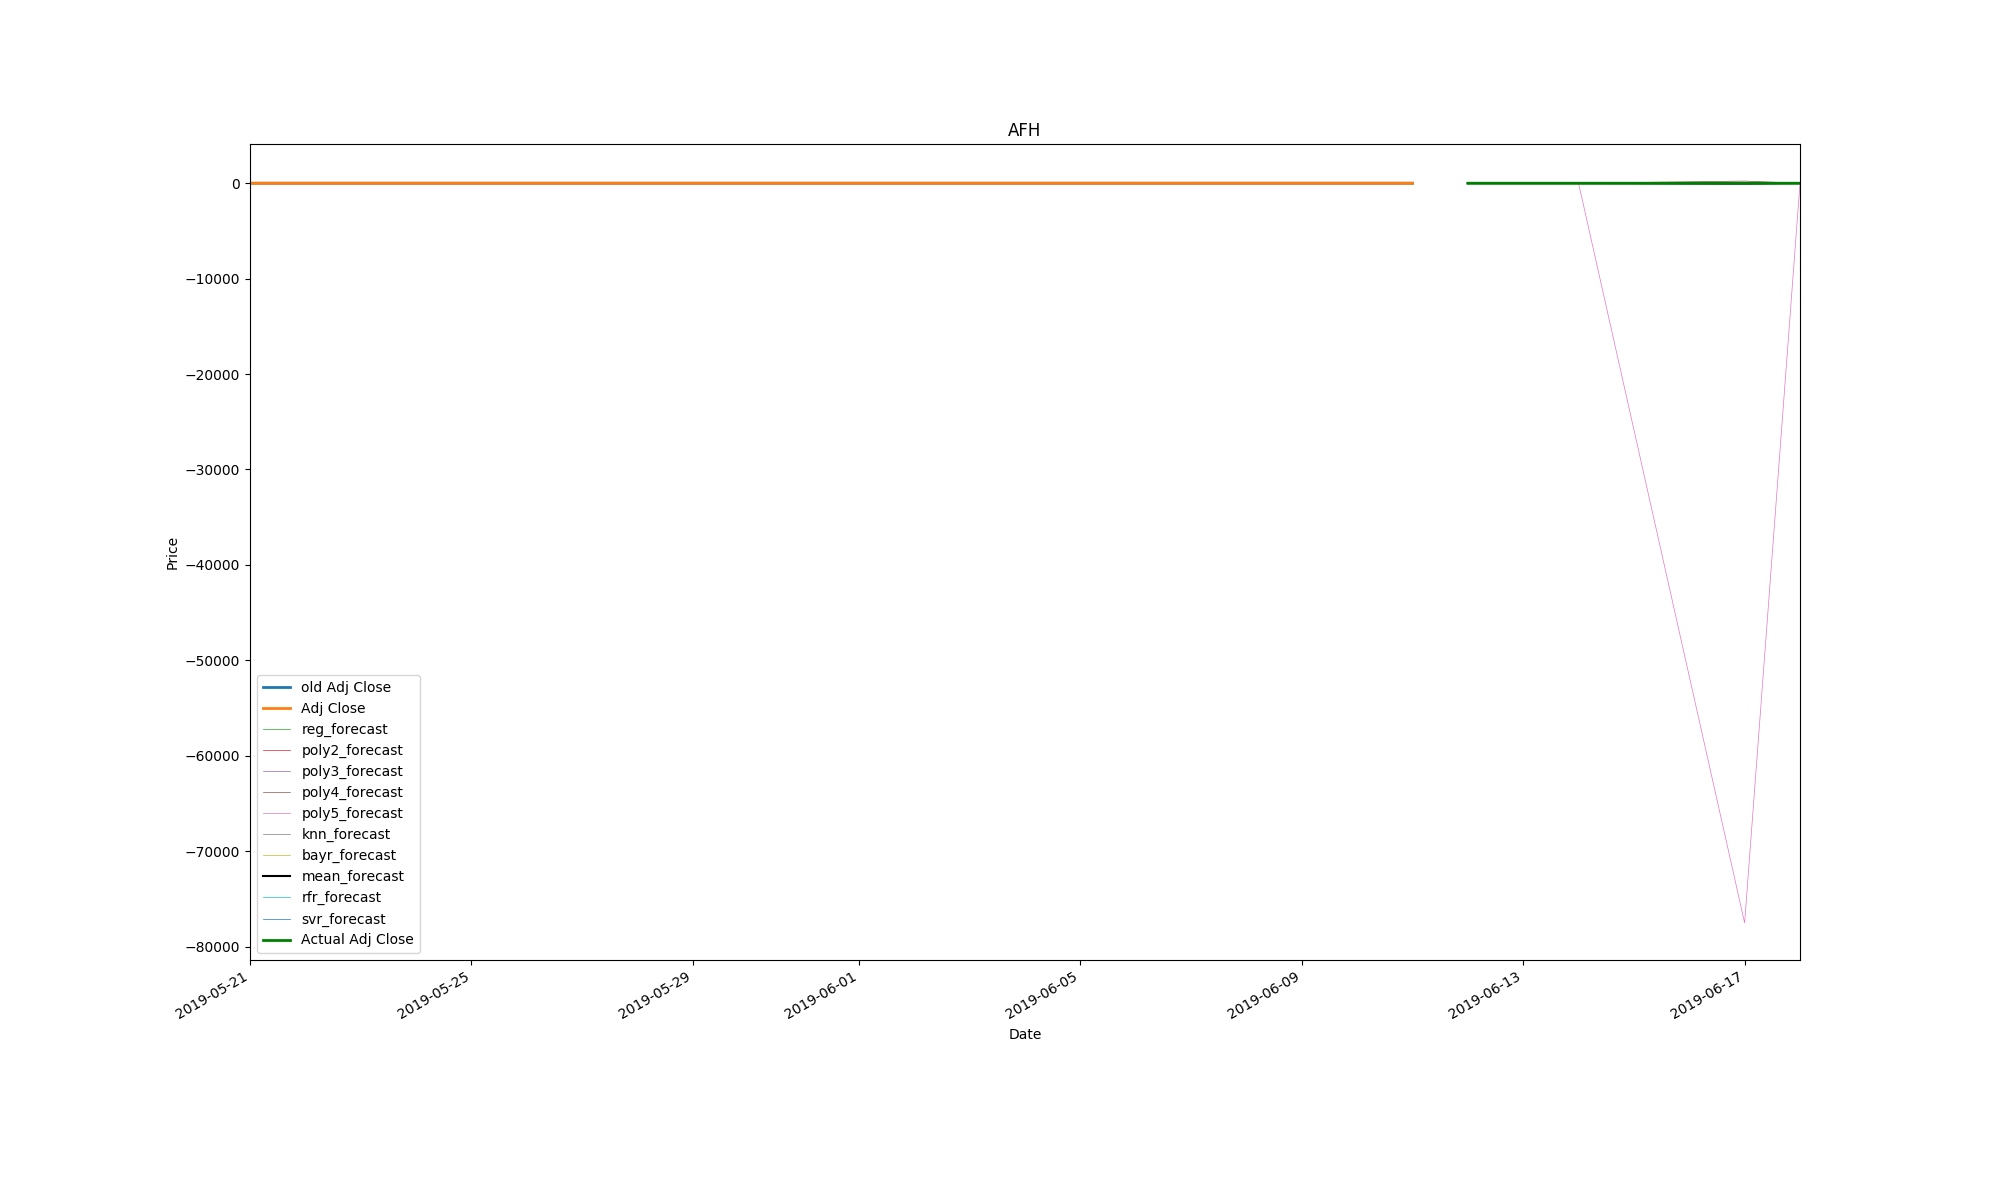 AFH
0
−10000
−20000
−30000
−40000
−50000
−60000
−70000
−80000
Price
old Adj Close
Adj Close
reg_forecast
poly2_forecast
poly3_forecast
poly4_forecast
poly5_forecast
knn_forecast
bayr_forecast
mean_forecast
rfr_forecast
svr_forecast
Actual Adj Close
2019-05-21
2019-05-25
2019-05-29
2019-06-01
2019-06-05
2019-06-09
2019-06-13
2019-06-17
Date